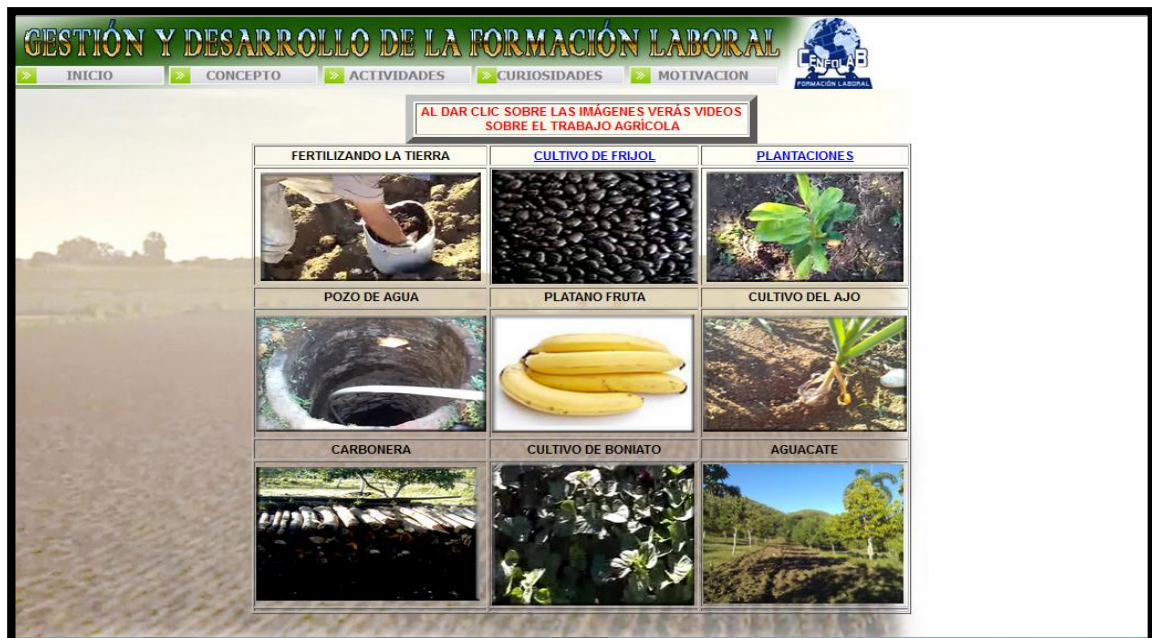 GESTIÓN Y DESARROLLO DE LA FORMACIÓN LABORAL
CENFOLAB
FORMACIÓN LABORAL
INICIO
CONCEPTO
ACTIVIDADES
CURIOSIDADES
MOTIVACION
AL DAR CLIC SOBRE LAS IMÁGENES VERÁS VIDEOS
SOBRE EL TRABAJO AGRÍCOLA
FERTILIZANDO LA TIERRA
CULTIVO DE FRIJOL
PLANTACIONES
POZO DE AGUA
PLATANO FRUTA
CULTIVO DEL AJO
CARBONERA
CULTIVO DE BONIATO
AGUACATE